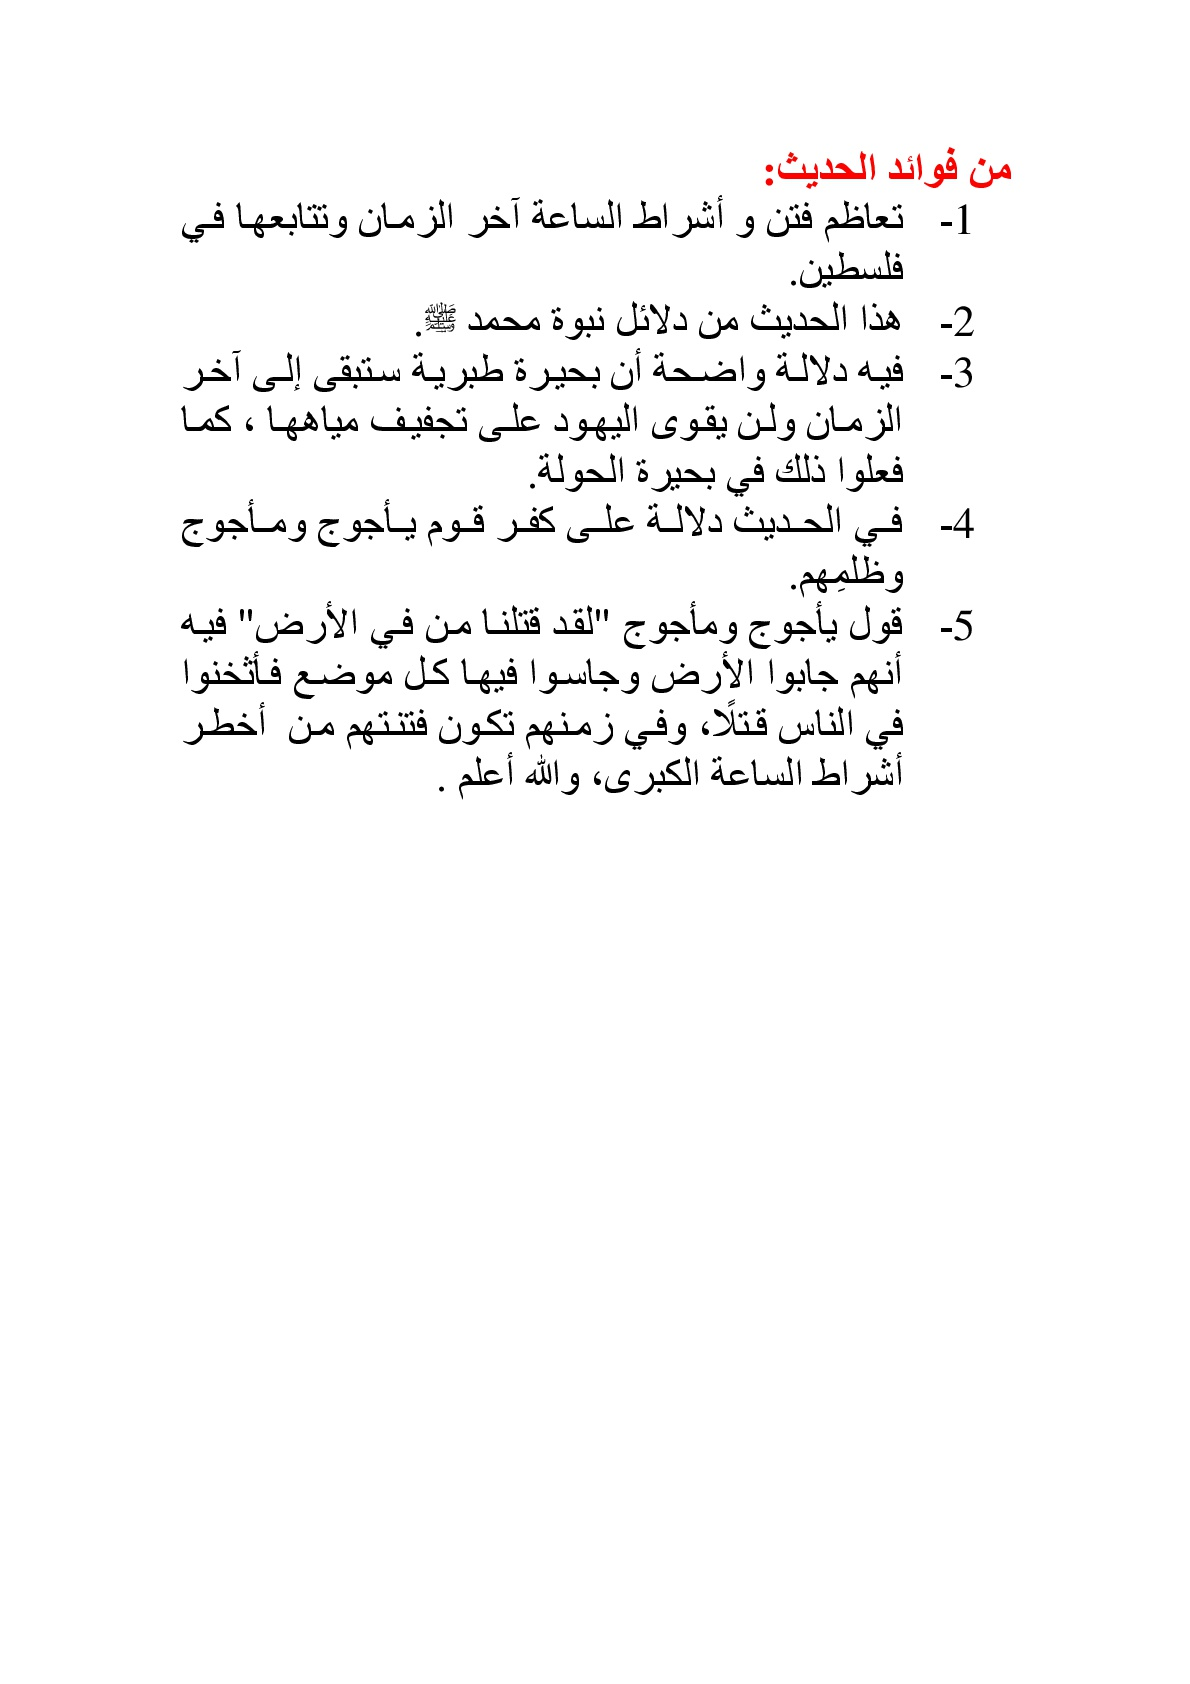 من فوائد الحديث:
1- تعاظم فتن و أشراط الساعة آخر الزمان وتتابعها في
فلسطين.
2- هذا الحديث من دلائل نبوة محمد ﷺ.
3- فيه دلالة واضحة أن بحيرة طبرية ستبقى إلى آخر
الزمان ولن يقوى اليهود على تجفيف مياهها ، كما
فعلوا ذلك في بحيرة الحولة.
4- في الحديث دلالة على كفر قوم يأجوج ومأجوج
وظلمِهم.
5- قول يأجوج ومأجوج "لقد قتلنا من في الأرض" فيه
أنهم جابوا الأرض وجاسوا فيها كل موضع فأثخنوا
في الناس قتلًا، وفي زمنهم تكون فتنتهم من أخطر
أشراط الساعة الكبرى، والله أعلم .